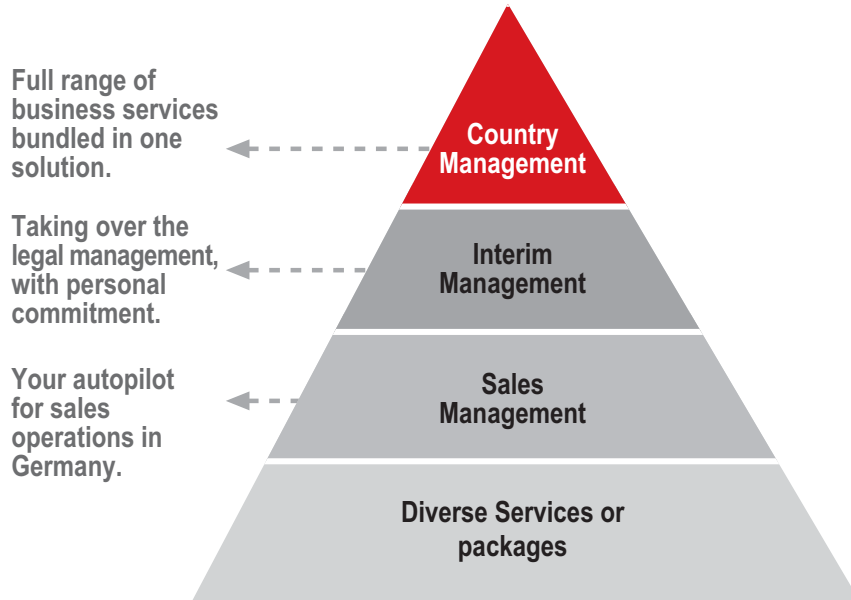 Full range of
business services
bundled in one
solution.
Country
Management
Taking over the
legal management,
with personal
commitment.
Interim
Management
Your autopilot
for sales
operations in
Germany.
Sales
Management
Diverse Services or
packages